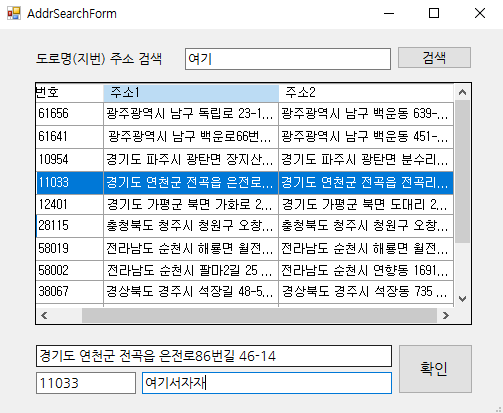 AddrSearchForm
도로명(지번) 주소 검색 여기 검색
번호 주소1 주소2
61656 광주광역시 남구 독립로 23-1... 광주광역시 남구 백운동 639-...
61641 광주광역시 남구 백운로66번... 광주광역시 남구 백운동 451-...
10954 경기도 파주시 광탄면 장지산... 경기도 파주시 광탄면 분수리...
11033 경기도 연천군 전곡읍 은전로... 경기도 연천군 전곡읍 전곡리...
12401 경기도 가평군 북면 가화로 2... 경기도 가평군 북면 도대리 2...
28115 충청북도 청주시 청원구 오창... 충청북도 청주시 청원구 오창...
58019 전라남도 순천시 해룡면 월전... 전라남도 순천시 해룡면 월전...
58002 전라남도 순천시 팔마2길 25 ... 전라남도 순천시 연향동 1691...
38067 경상북도 경주시 석장길 48-5... 경상북도 경주시 석장동 735 ...
경기도 연천군 전곡읍 은전로86번길 46-14
11033 여기서자자 확인